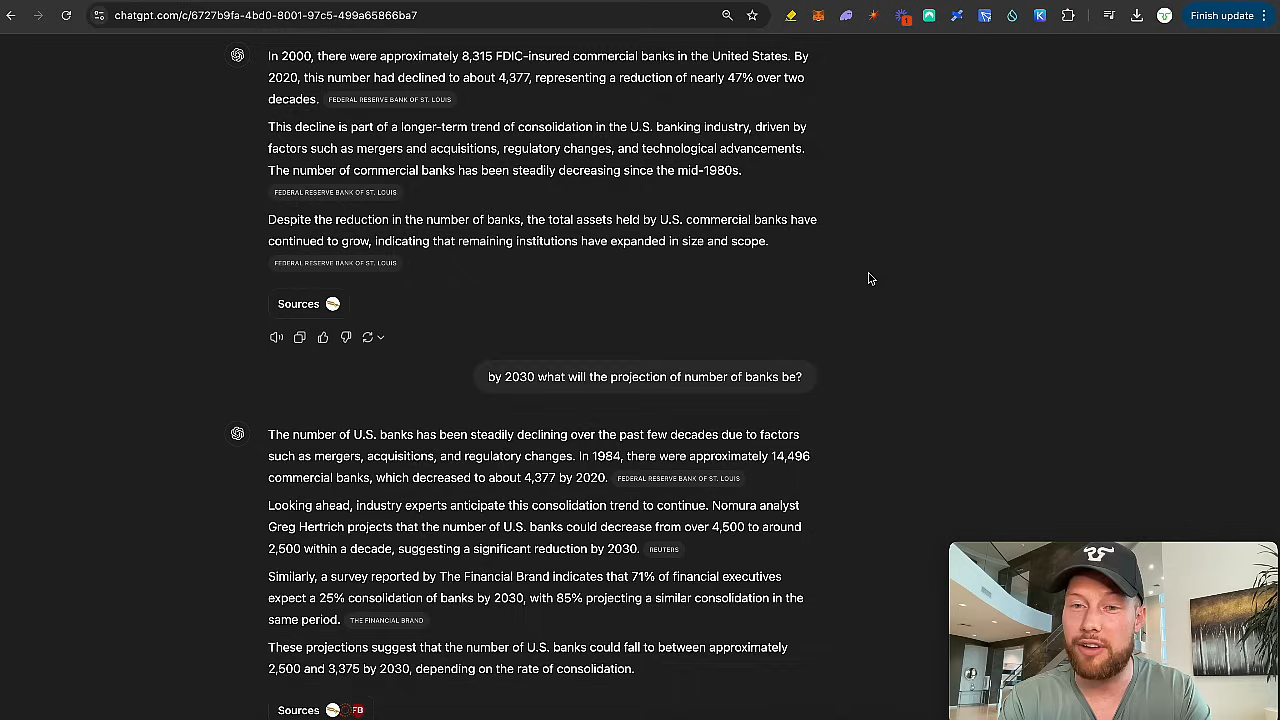 chatgpt.com/c/6727b9fa-4bd0-8001-97c5-499a65866ba7
Finish update
In 2000, there were approximately 8,315 FDIC-insured commercial banks in the United States. By
2020, this number had declined to about 4,377, representing a reduction of nearly 47% over two
decades. FEDERAL RESERVE BANK OF ST. LOUIS
This decline is part of a longer-term trend of consolidation in the U.S. banking industry, driven by
factors such as mergers and acquisitions, regulatory changes, and technological advancements.
The number of commercial banks has been steadily decreasing since the mid-1980s.
FEDERAL RESERVE BANK OF ST. LOUIS
Despite the reduction in the number of banks, the total assets held by U.S. commercial banks have
continued to grow, indicating that remaining institutions have expanded in size and scope.
FEDERAL RESERVE BANK OF ST. LOUIS
Sources
by 2030 what will the projection of number of banks be?
The number of U.S. banks has been steadily declining over the past few decades due to factors
such as mergers, acquisitions, and regulatory changes. In 1984, there were approximately 14,496
commercial banks, which decreased to about 4,377 by 2020. FEDERAL RESERVE BANK OF ST. LOUIS
Looking ahead, industry experts anticipate this consolidation trend to continue. Nomura analyst
Greg Hertrich projects that the number of U.S. banks could decrease from over 4,500 to around
2,500 within a decade, suggesting a significant reduction by 2030. REUTERS
Similarly, a survey reported by The Financial Brand indicates that 71% of financial executives
expect a 25% consolidation of banks by 2030, with 85% projecting a similar consolidation in the
same period. THE FINANCIAL BRAND
These projections suggest that the number of U.S. banks could fall to between approximately
2,500 and 3,375 by 2030, depending on the rate of consolidation.
Sources FB